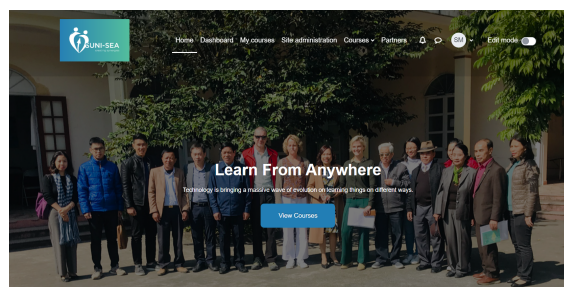 SUNI-SEA
Home Dashboard My courses Site administration Courses Partners SM Edit mode
Learn From Anywhere
Technology is bringing a massive wave of evolution on learning things on different ways.
View Courses